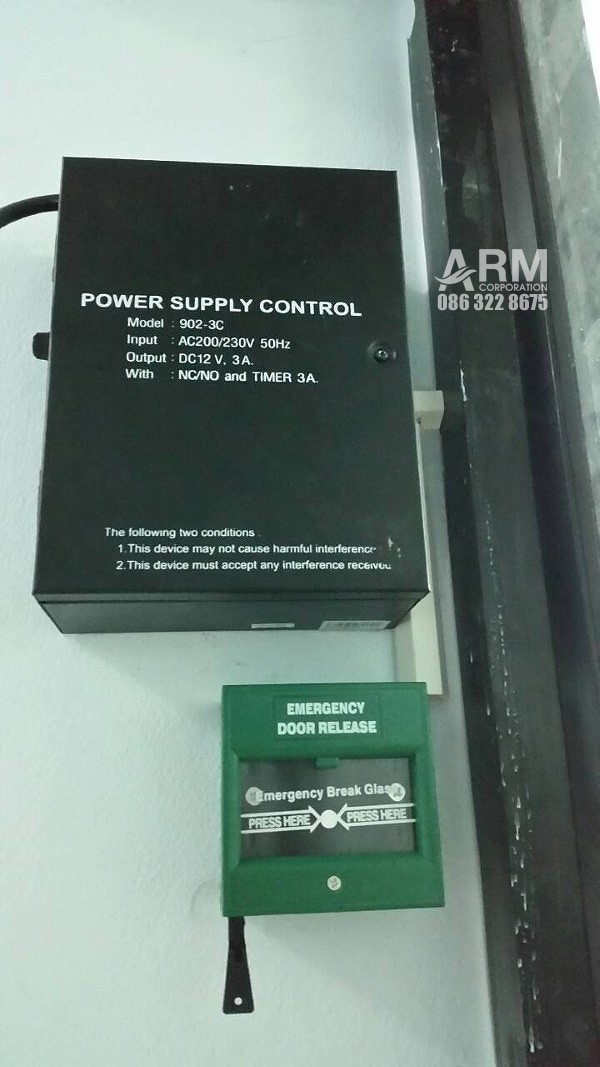 ARM
CORPORATION
086 322 8675
POWER SUPPLY CONTROL
Model : 902-3C
Input : AC200/230V 50Hz
Output : DC12 V, 3A.
With : NC/NO and TIMER 3A.
The following two conditions
1.This device may not cause harmful interference
2.This device must accept any interference received
EMERGENCY
DOOR RELEASE
Emergency Break Glass
PRESS HERE PRESS HERE